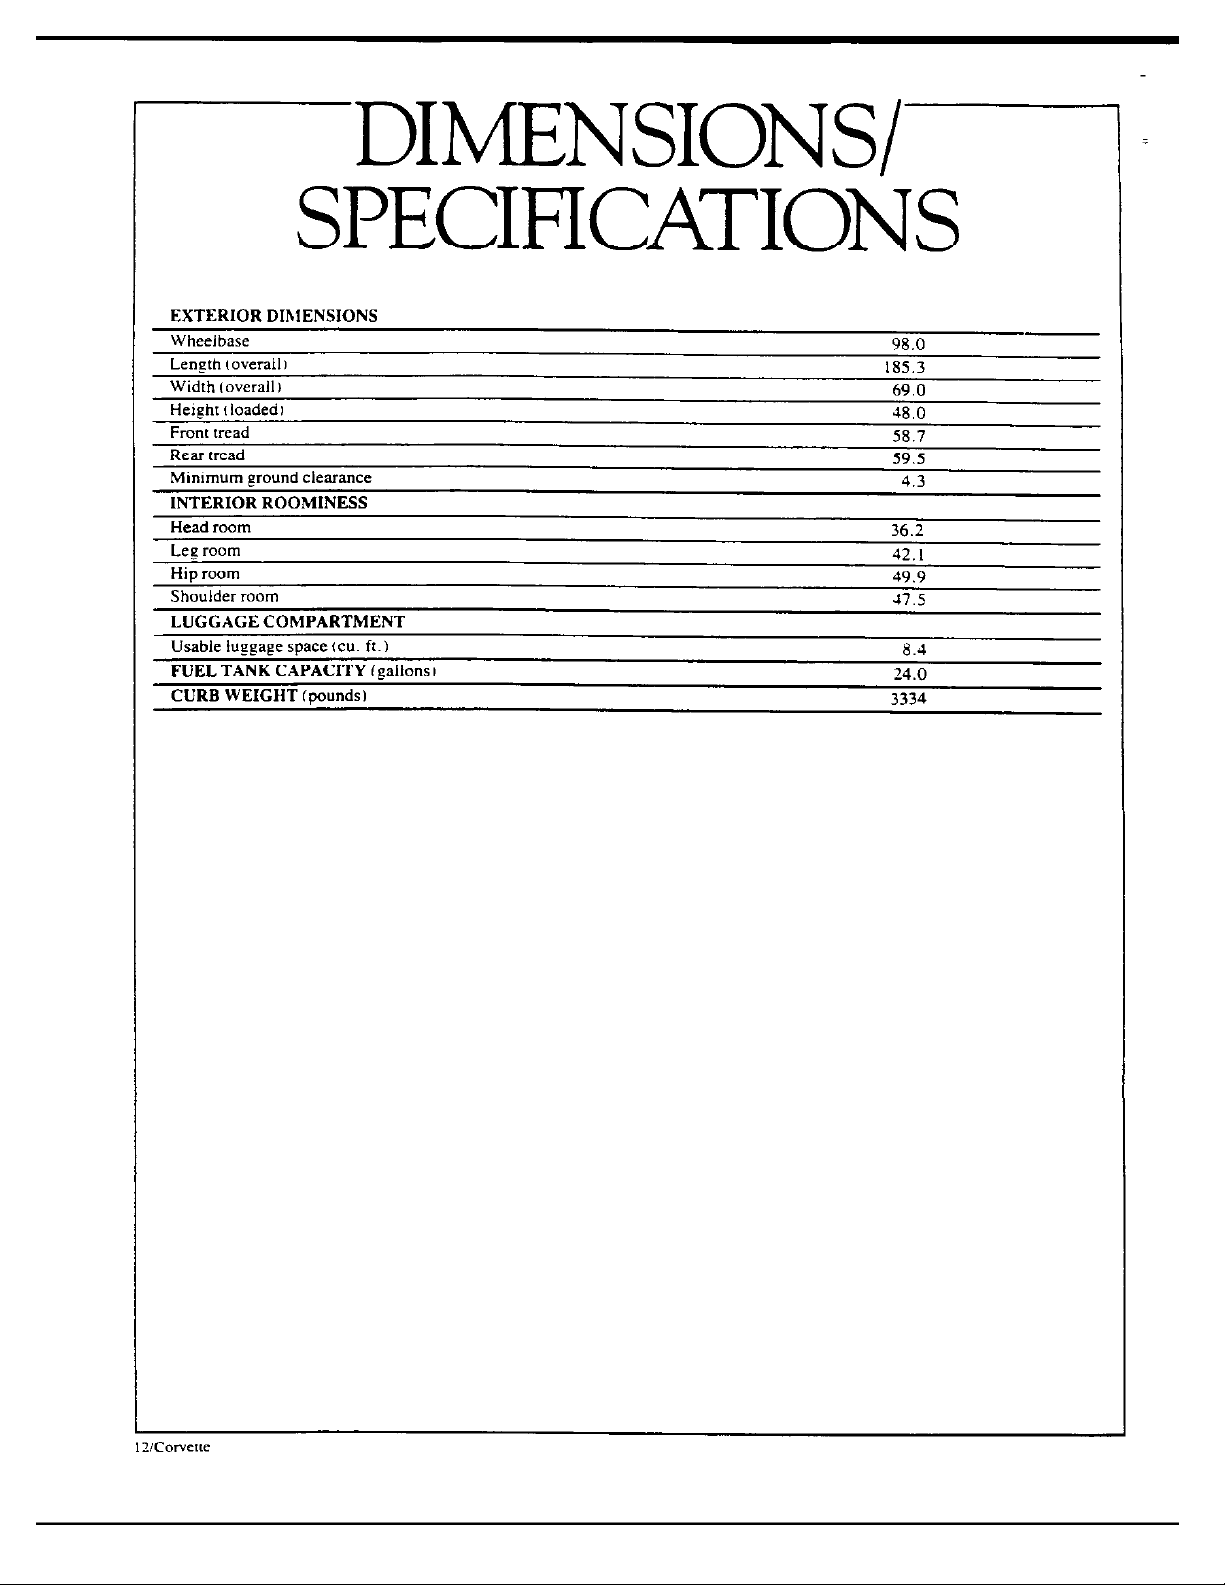 DIMENSIONS/
SPECIFICATIONS
EXTERIOR DIMENSIONS
Wheelbase 98.0
Length (overall) 185.3
Width (overall) 69.0
Height (loaded) 48.0
Front tread 58.7
Rear tread 59.5
Minimum ground clearance 4.3
INTERIOR ROOMINESS
Head room 36.2
Leg room 42.1
Hip room 49.9
Shoulder room 47.5
LUGGAGE COMPARTMENT
Usable luggage space (cu. ft.) 8.4
FUEL TANK CAPACITY (gallons) 24.0
CURB WEIGHT (pounds) 3334
12/Corvette